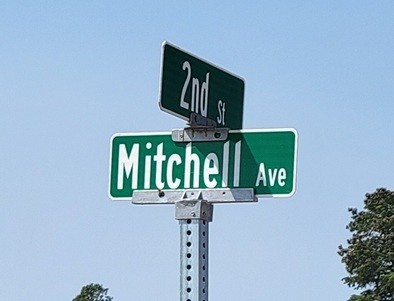 2nd St
Mitchell Ave